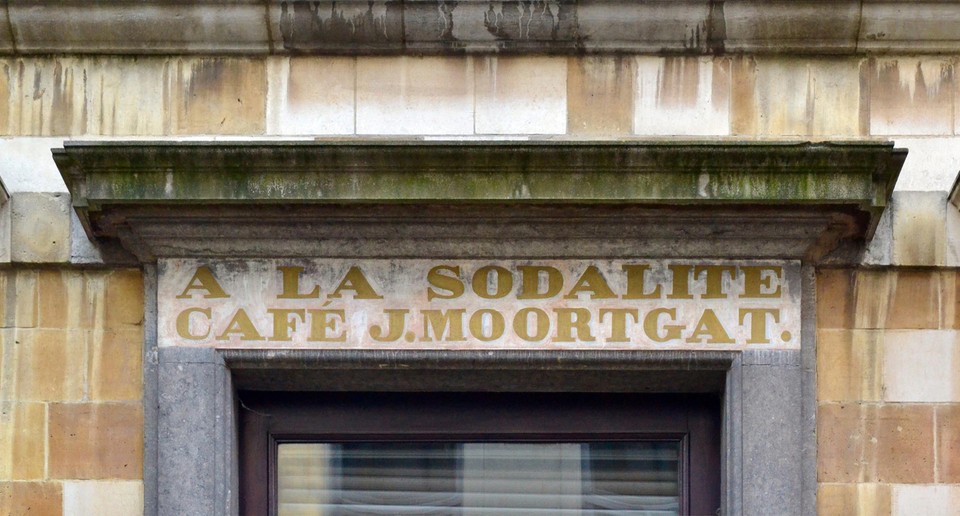 A LA SODALITE
CAFÉ J.MOORTGAT.